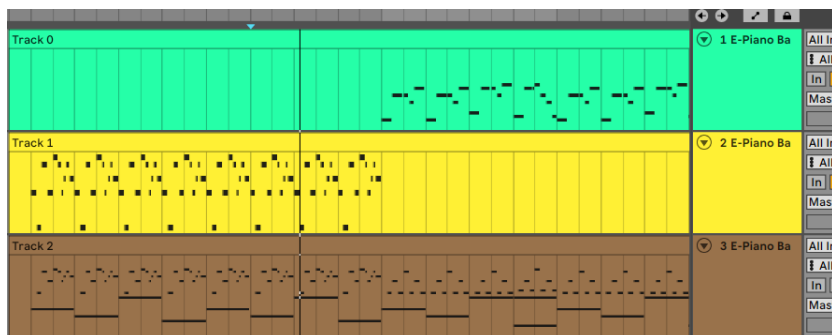 Track 0
1 E-Piano Ba
All In
All
In
Mas
Track 1
2 E-Piano Ba
All In
All
In
Mas
Track 2
3 E-Piano Ba
All In
All
In
Mas